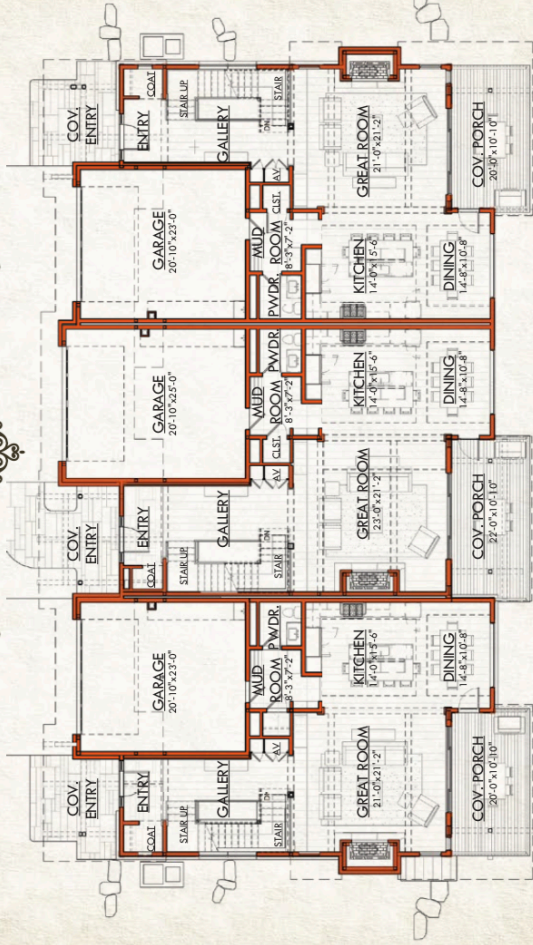 COV.
ENTRY
ENTRY
COAT
STAIR UP
GALLERY
DN
STAIR
GARAGE
20'-10"x23'-0"
MUD
ROOM
8'-3"x7'-2"
CLST.
AV
PWDR.
GREAT ROOM
21'-0"x21'-2"
KITCHEN
14'-0"x15'-6"
DINING
14'-8"x10'-8"
COV. PORCH
20'-0"x10'-10"
GARAGE
20'-10"x25'-0"
PWDR.
MUD
ROOM
8'-3"x7'-2"
CLST.
AV
KITCHEN
14'-0"x15'-6"
DINING
14'-8"x10'-8"
COV.
ENTRY
ENTRY
COAT
GALLERY
STAIR UP
DN
STAIR
GREAT ROOM
23'-0"x21'-2"
COV. PORCH
22'-0"x10'-10"
GARAGE
20'-10"x23'-0"
PWDR.
MUD
ROOM
8'-3"x7'-2"
AV
KITCHEN
14'-0"x15'-6"
DINING
14'-8"x10'-8"
COV.
ENTRY
ENTRY
COAT
GALLERY
STAIR UP
DN
STAIR
GREAT ROOM
21'-0"x21'-2"
COV. PORCH
20'-0"x10'-10"